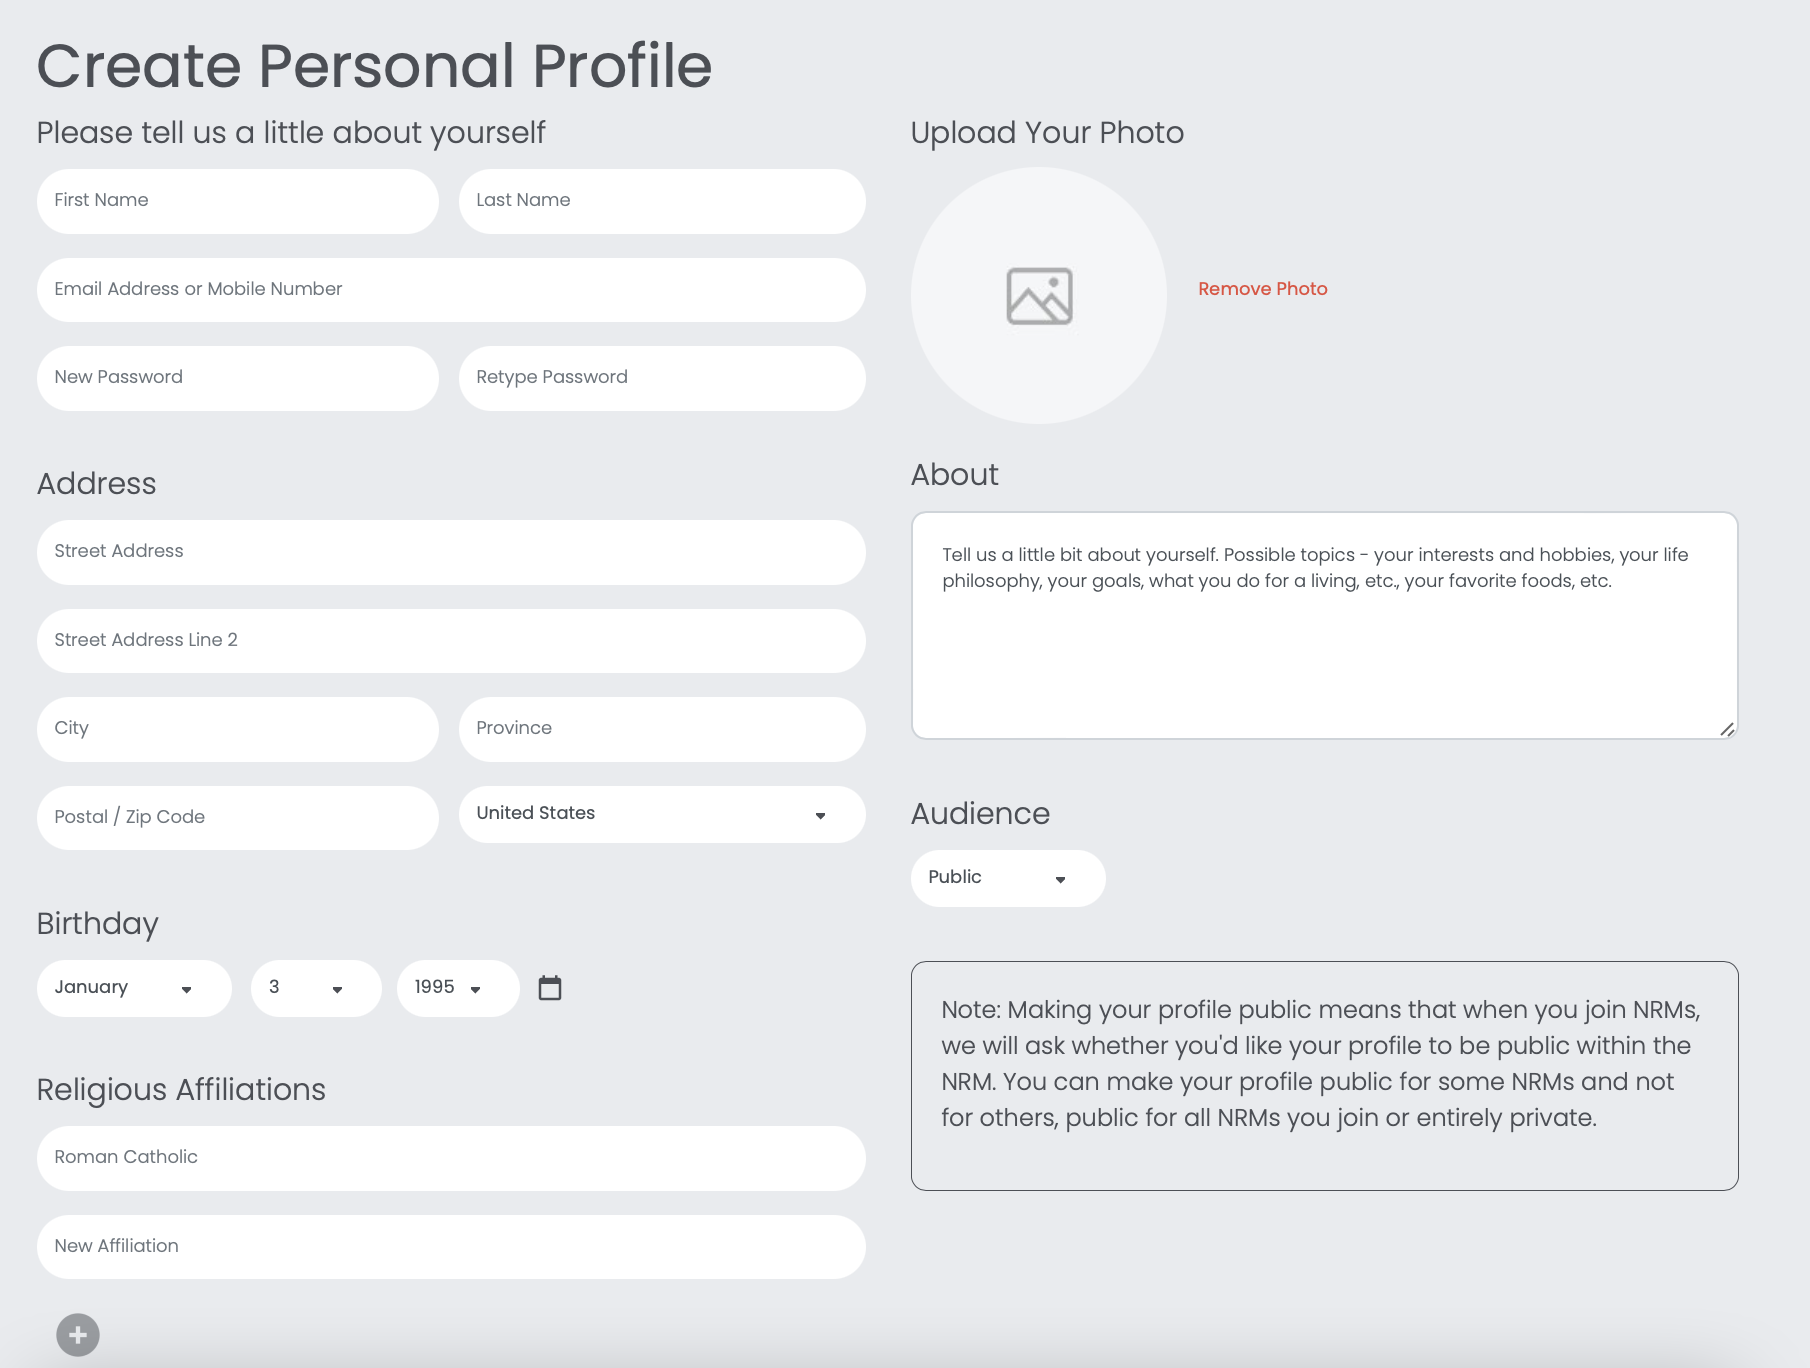 Create Personal Profile
Please tell us a little about yourself
First Name
Last Name
Email Address or Mobile Number
New Password
Retype Password
Address
Street Address
Street Address Line 2
City
Province
Postal / Zip Code
United States
Birthday
January
3
1995
Religious Affiliations
Roman Catholic
New Affiliation
Upload Your Photo
Remove Photo
About
Tell us a little bit about yourself. Possible topics - your interests and hobbies, your life
philosophy, your goals, what you do for a living, etc., your favorite foods, etc.
Audience
Public
Note: Making your profile public means that when you join NRMs,
we will ask whether you'd like your profile to be public within the
NRM. You can make your profile public for some NRMs and not
for others, public for all NRMs you join or entirely private.